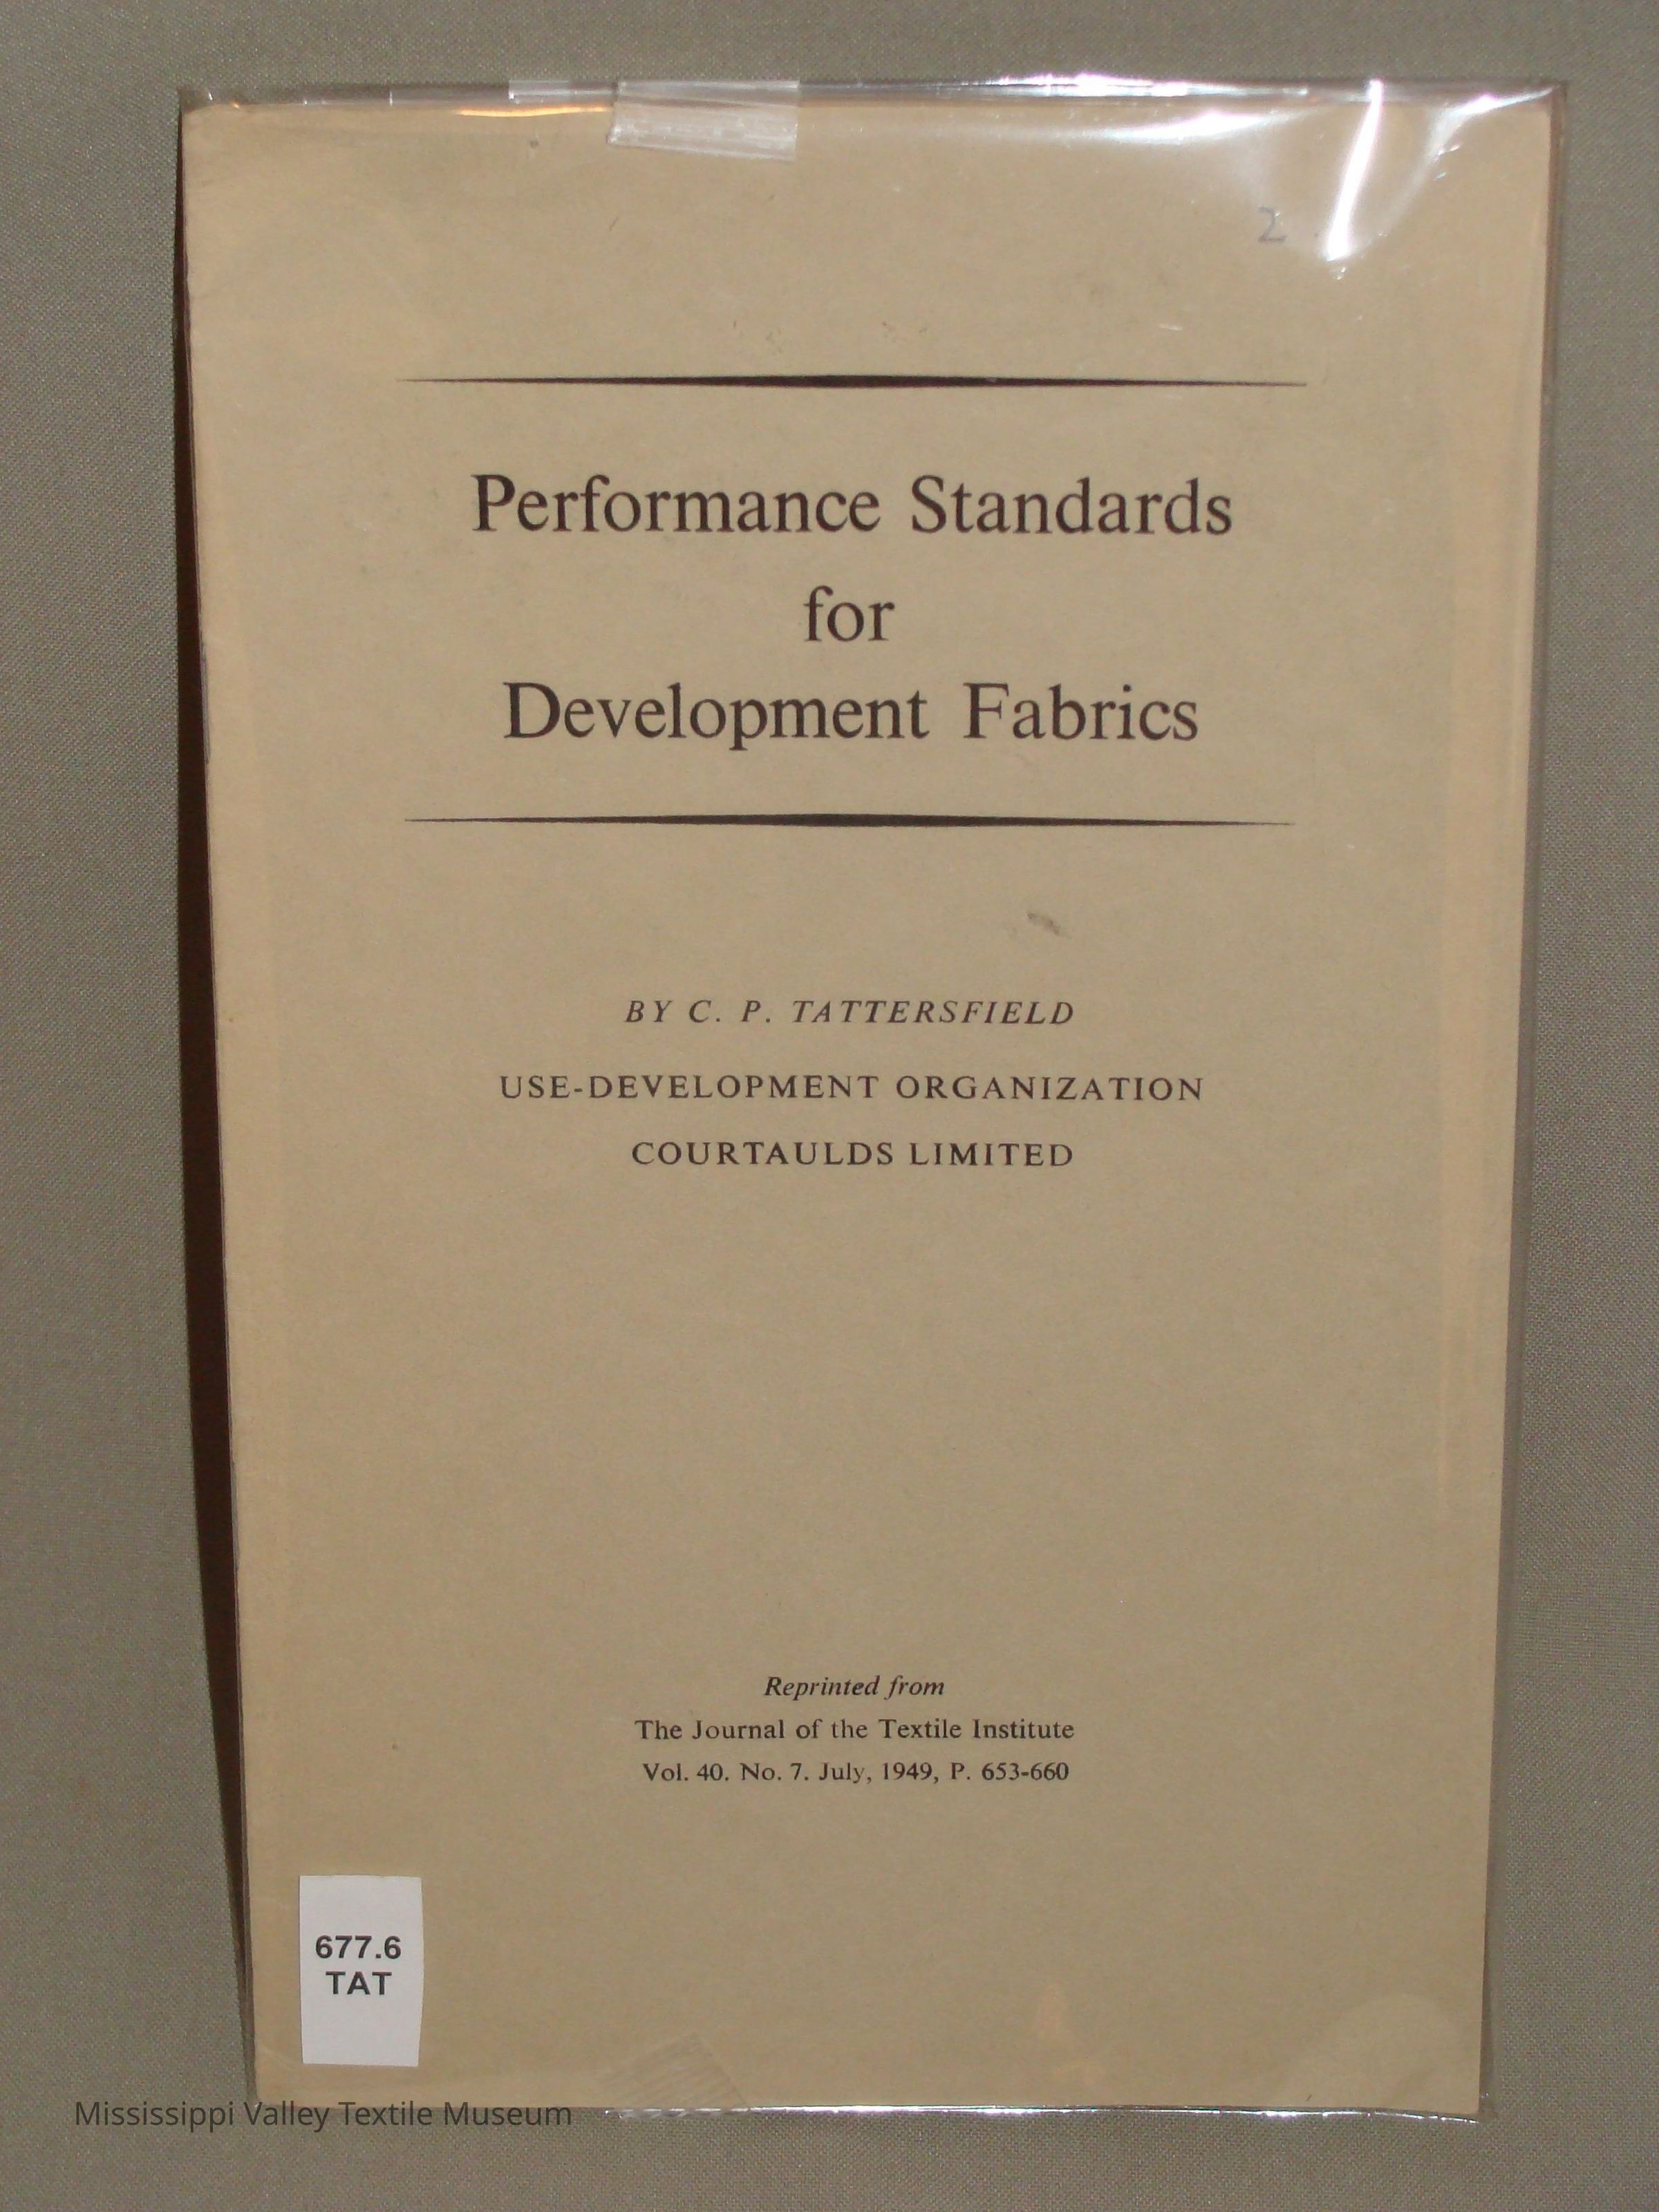 2
Performance Standards
for
Development Fabrics
BY C. P. TATTERSFIELD
USE-DEVELOPMENT ORGANIZATION
COURTAULDS LIMITED
Reprinted from
The Journal of the Textile Institute
Vol. 40. No. 7. July, 1949, P. 653-660
677.6
TAT
Mississippi Valley Textile Museum